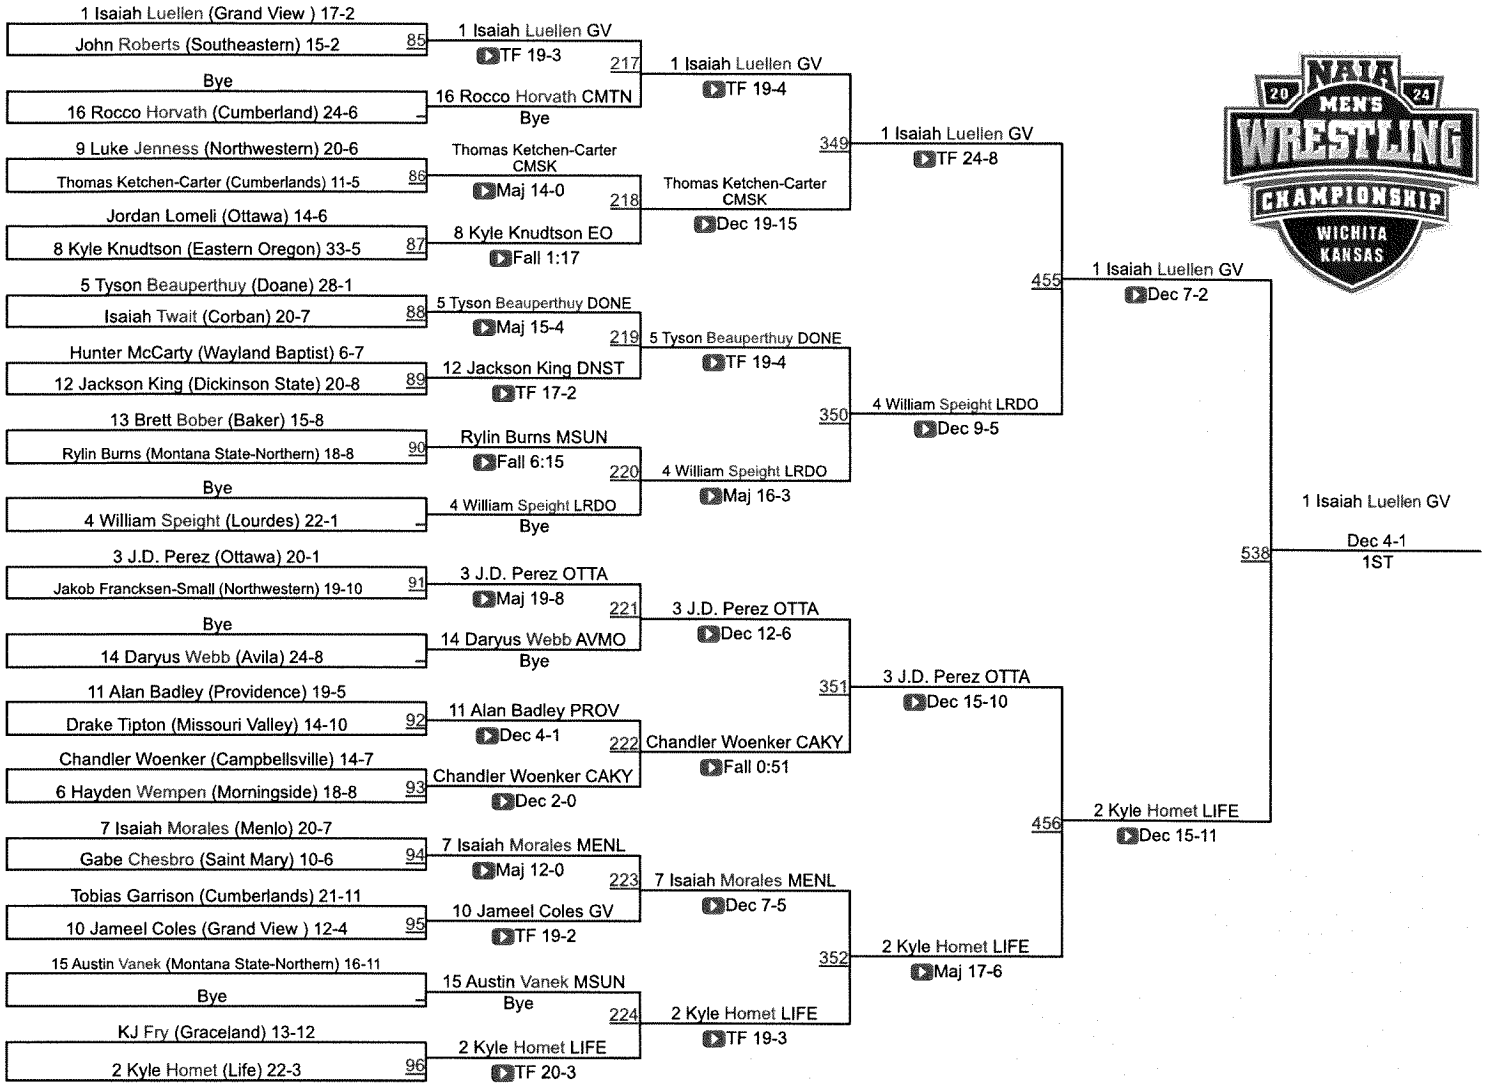 1 Isaiah Luellen (Grand View ) 17-2
John Roberts (Southeastern) 15-2
85
Bye
16 Rocco Horvath (Cumberland) 24-6
9 Luke Jenness (Northwestern) 20-6
Thomas Ketchen-Carter (Cumberlands) 11-5
86
Jordan Lomeli (Ottawa) 14-6
8 Kyle Knudtson (Eastern Oregon) 33-5
87
5 Tyson Beauperthuy (Doane) 28-1
Isaiah Twait (Corban) 20-7
88
Hunter McCarty (Wayland Baptist) 6-7
12 Jackson King (Dickinson State) 20-8
89
13 Brett Bober (Baker) 15-8
Rylin Burns (Montana State-Northern) 18-8
90
Bye
4 William Speight (Lourdes) 22-1
3 J.D. Perez (Ottawa) 20-1
Jakob Francksen-Small (Northwestern) 19-10
91
Bye
14 Daryus Webb (Avila) 24-8
11 Alan Badley (Providence) 19-5
Drake Tipton (Missouri Valley) 14-10
92
Chandler Woenker (Campbellsville) 14-7
6 Hayden Wempen (Morningside) 18-8
93
7 Isaiah Morales (Menlo) 20-7
Gabe Chesbro (Saint Mary) 10-6
94
Tobias Garrison (Cumberlands) 21-11
10 Jameel Coles (Grand View ) 12-4
95
15 Austin Vanek (Montana State-Northern) 16-11
Bye
KJ Fry (Graceland) 13-12
2 Kyle Homet (Life) 22-3
96
1 Isaiah Luellen GV
TF 19-3
217
16 Rocco Horvath CMTN
Bye
Thomas Ketchen-Carter
CMSK
Maj 14-0
218
8 Kyle Knudtson EO
Fall 1:17
5 Tyson Beauperthuy DONE
Maj 15-4
219
12 Jackson King DNST
TF 17-2
Rylin Burns MSUN
Fall 6:15
220
4 William Speight LRDO
Bye
3 J.D. Perez OTTA
Maj 19-8
221
14 Daryus Webb AVMO
Bye
11 Alan Badley PROV
Dec 4-1
222
Chandler Woenker CAKY
Dec 2-0
7 Isaiah Morales MENL
Maj 12-0
223
10 Jameel Coles GV
TF 19-2
15 Austin Vanek MSUN
Bye
224
2 Kyle Homet LIFE
TF 20-3
1 Isaiah Luellen GV
TF 19-4
349
Thomas Ketchen-Carter
CMSK
Dec 19-15
5 Tyson Beauperthuy DONE
TF 19-4
350
4 William Speight LRDO
Maj 16-3
3 J.D. Perez OTTA
Dec 12-6
351
Chandler Woenker CAKY
Fall 0:51
7 Isaiah Morales MENL
Dec 7-5
352
2 Kyle Homet LIFE
TF 19-3
1 Isaiah Luellen GV
TF 24-8
455
4 William Speight LRDO
Dec 9-5
3 J.D. Perez OTTA
Dec 15-10
456
2 Kyle Homet LIFE
Maj 17-6
1 Isaiah Luellen GV
Dec 7-2
538
2 Kyle Homet LIFE
Dec 15-11
1 Isaiah Luellen GV
Dec 4-1
1ST
NAIA
20 24
MEN'S
WRESTLING
CHAMPIONSHIP
WICHITA
KANSAS